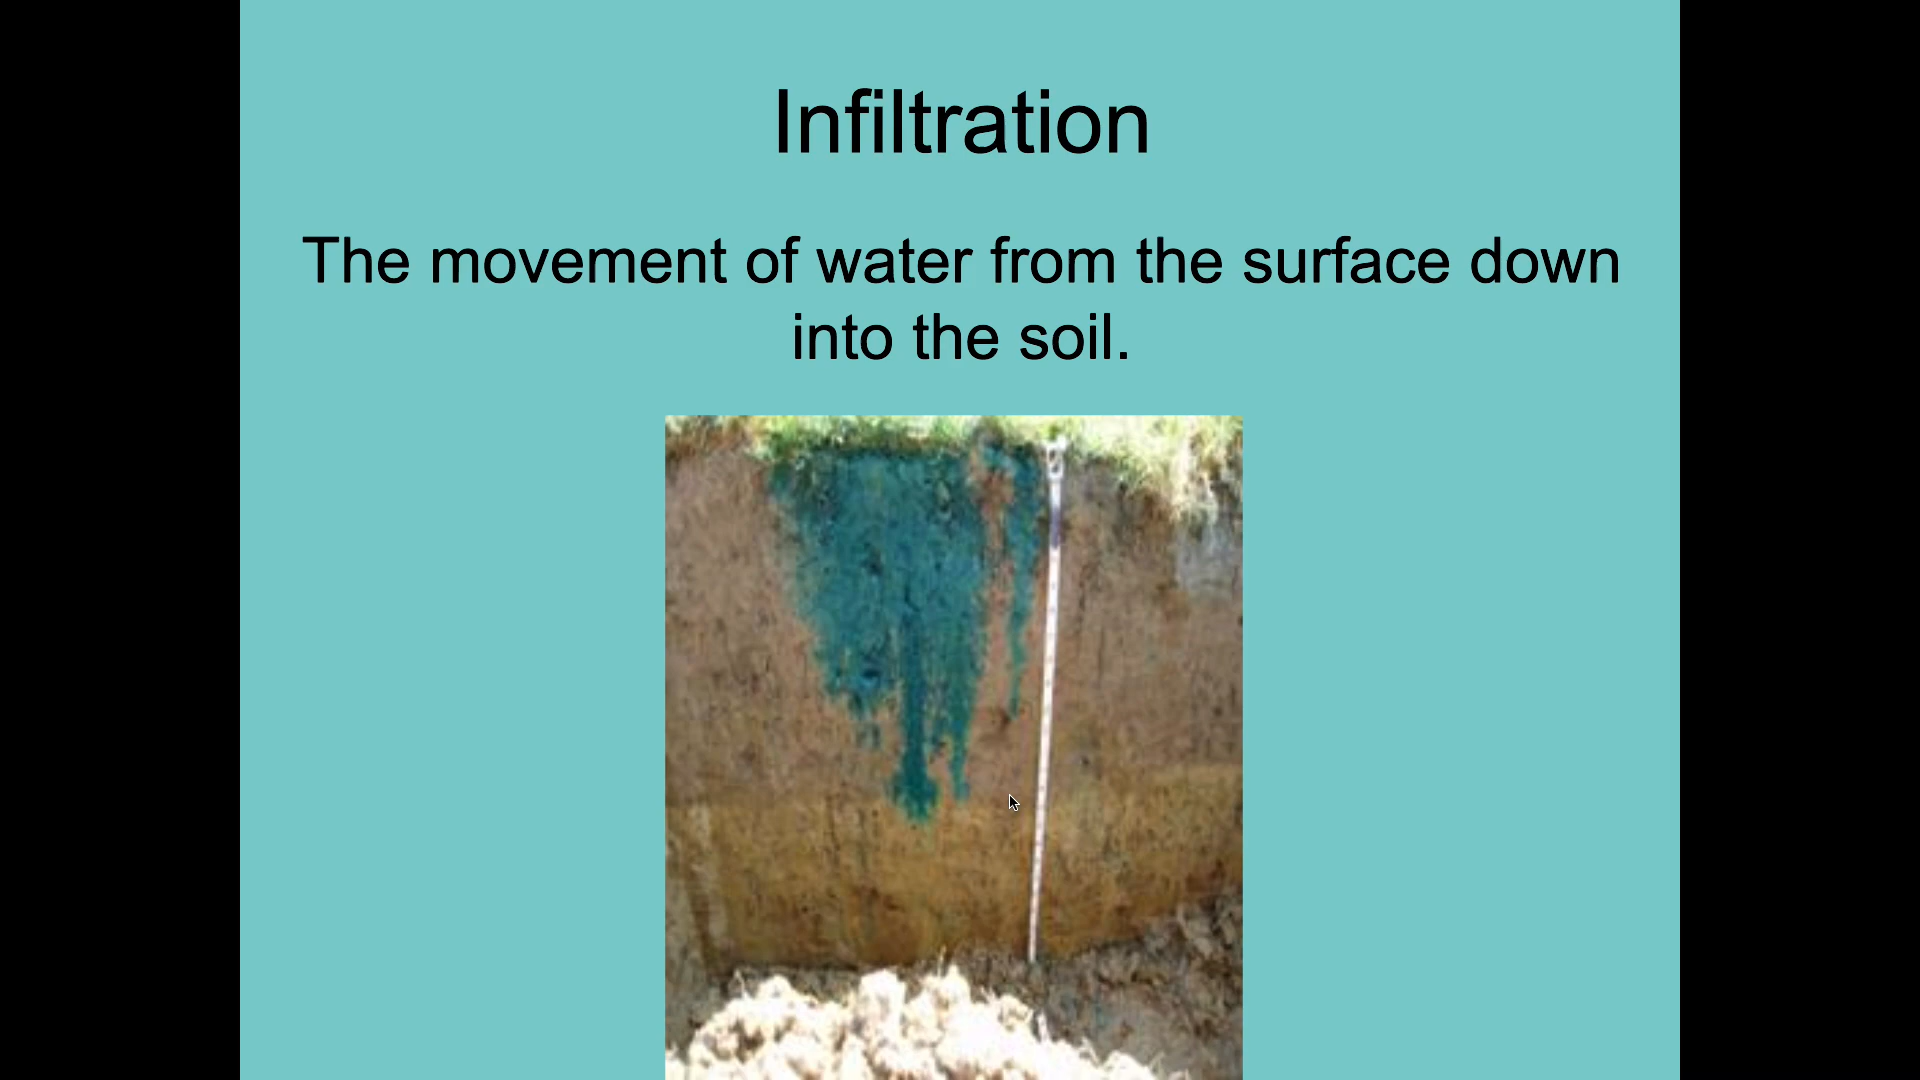 Infiltration
The movement of water from the surface down
into the soil.